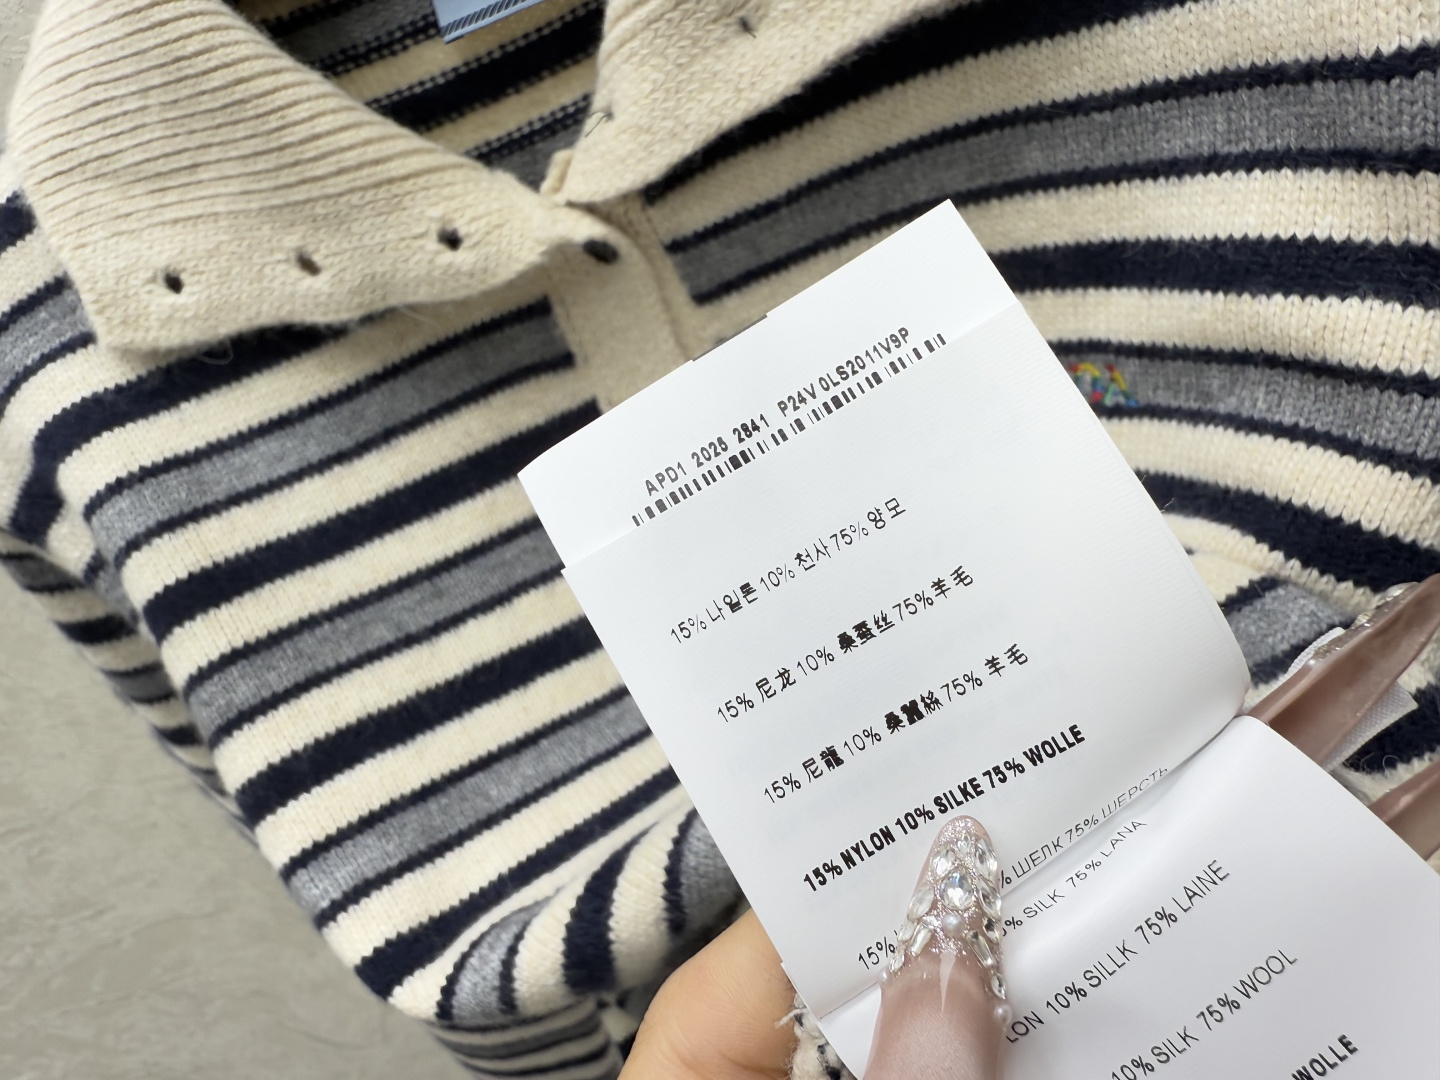 APD1 2025 2841 P24V 0LS2011V9P
15% 나일론 10% 천사 75% 양모
15% 尼龙 10% 桑蚕丝 75% 羊毛
15% 尼龍 10% 桑蠶絲 75% 羊毛
15% NYLON 10% SILKE 75% WOLLE
% ШЕЛК 75% ШЕРСТЬ
15%
% SILK 75% LANA
LON 10% SILLK 75% LAINE
10% SILK 75% WOOL
WOLLE